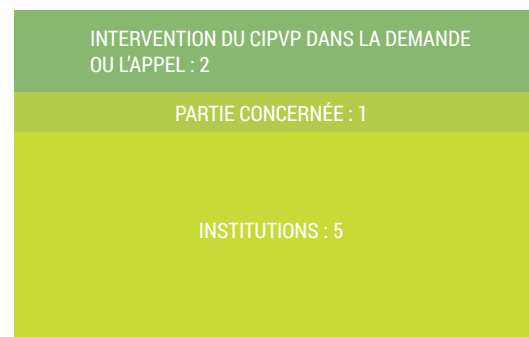 INTERVENTION DU CIPVP DANS LA DEMANDE
OU L'APPEL : 2
PARTIE CONCERNÉE : 1
INSTITUTIONS : 5